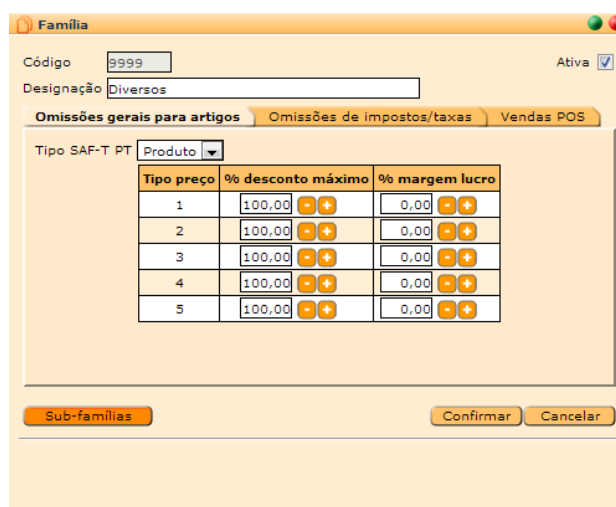 Família
Código 9999 Ativa
Designação Diversos
Omissões gerais para artigos Omissões de impostos/taxas Vendas POS
Tipo SAF-T PT Produto
Tipo preço % desconto máximo % margem lucro
1 100,00 - + 0,00 - +
2 100,00 - + 0,00 - +
3 100,00 - + 0,00 - +
4 100,00 - + 0,00 - +
5 100,00 - + 0,00 - +
Sub-famílias Confirmar Cancelar